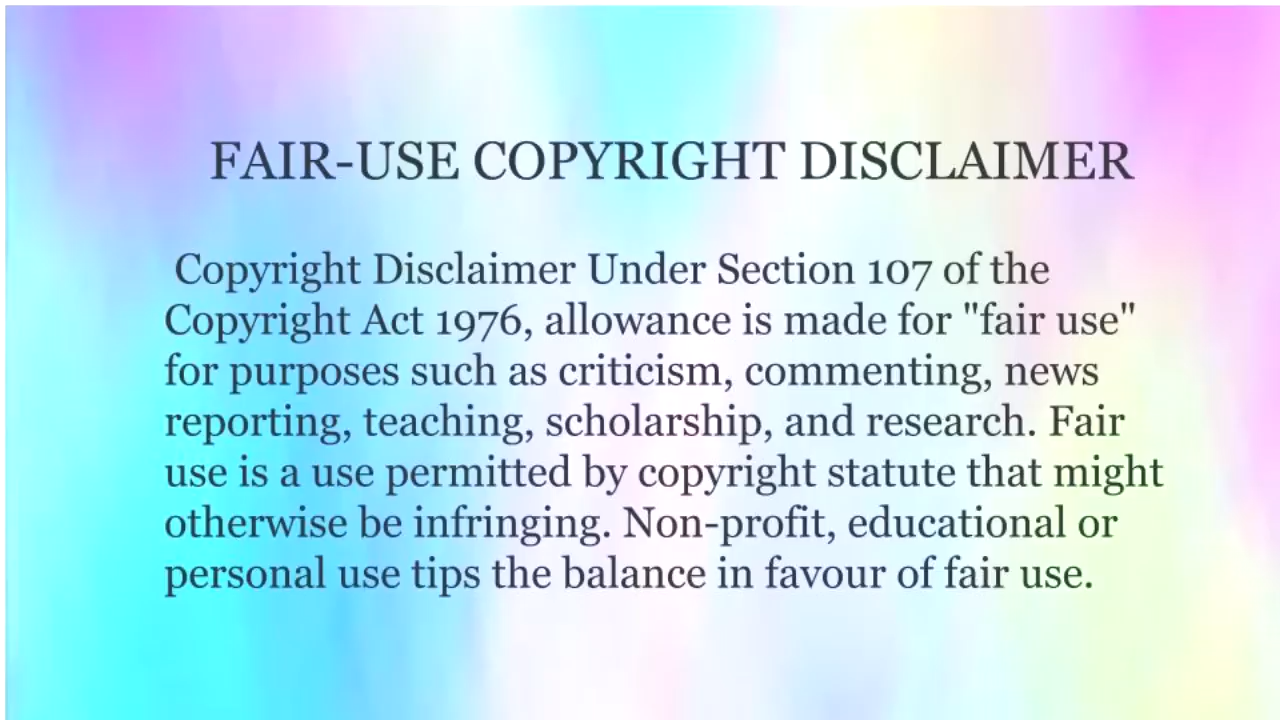 FAIR-USE COPYRIGHT DISCLAIMER
Copyright Disclaimer Under Section 107 of the
Copyright Act 1976, allowance is made for "fair use"
for purposes such as criticism, commenting, news
reporting, teaching, scholarship, and research. Fair
use is a use permitted by copyright statute that might
otherwise be infringing. Non-profit, educational or
personal use tips the balance in favour of fair use.